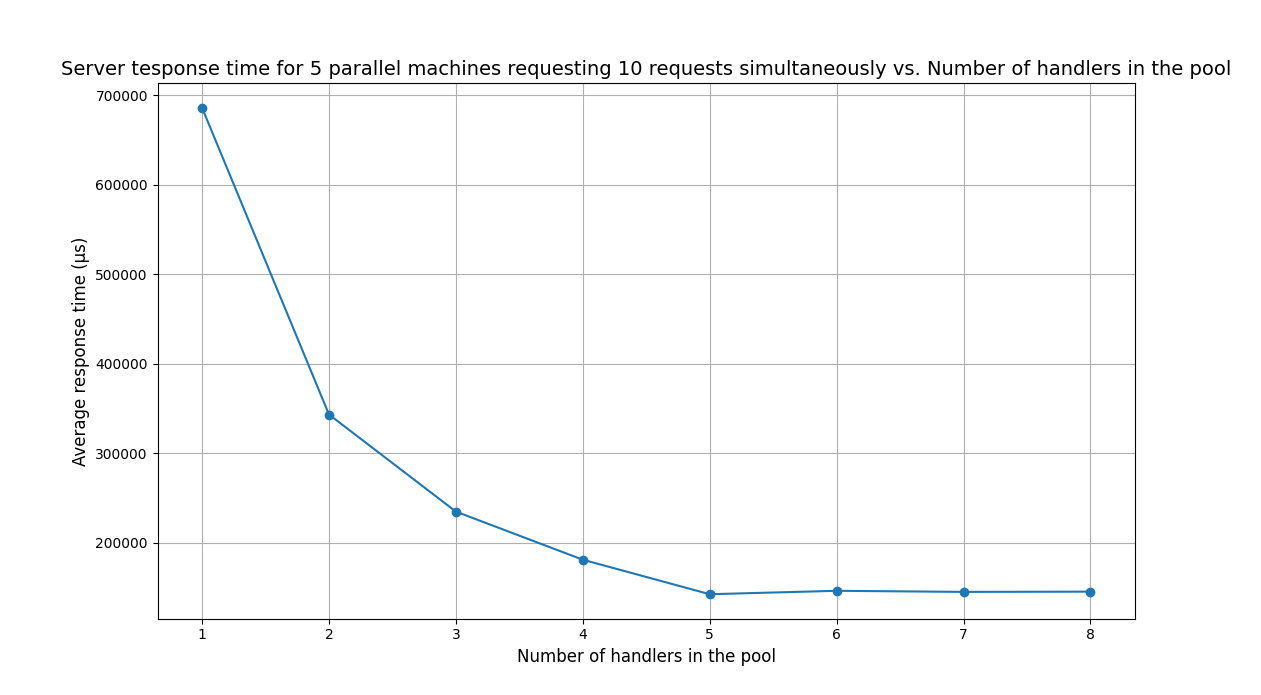 Server tesponse time for 5 parallel machines requesting 10 requests simultaneously vs. Number of handlers in the pool
700000
600000
500000
400000
300000
200000
Average response time (µs)
1 2 3 4 5 6 7 8
Number of handlers in the pool